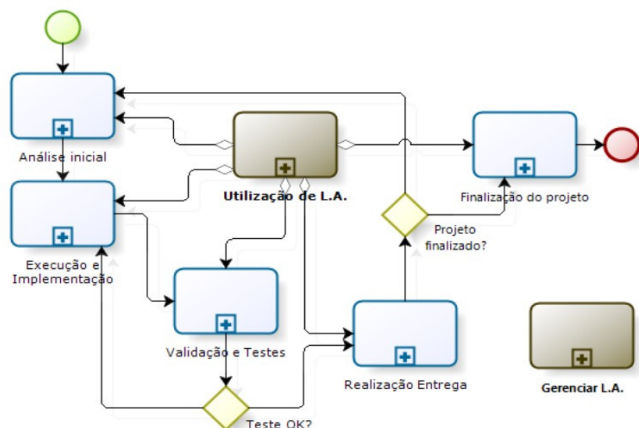 Análise inicial
Utilização de L.A.
Finalização do projeto
Projeto
finalizado?
Execução e
Implementação
Validação e Testes
Realização Entrega
Gerenciar L.A.
Teste OK?